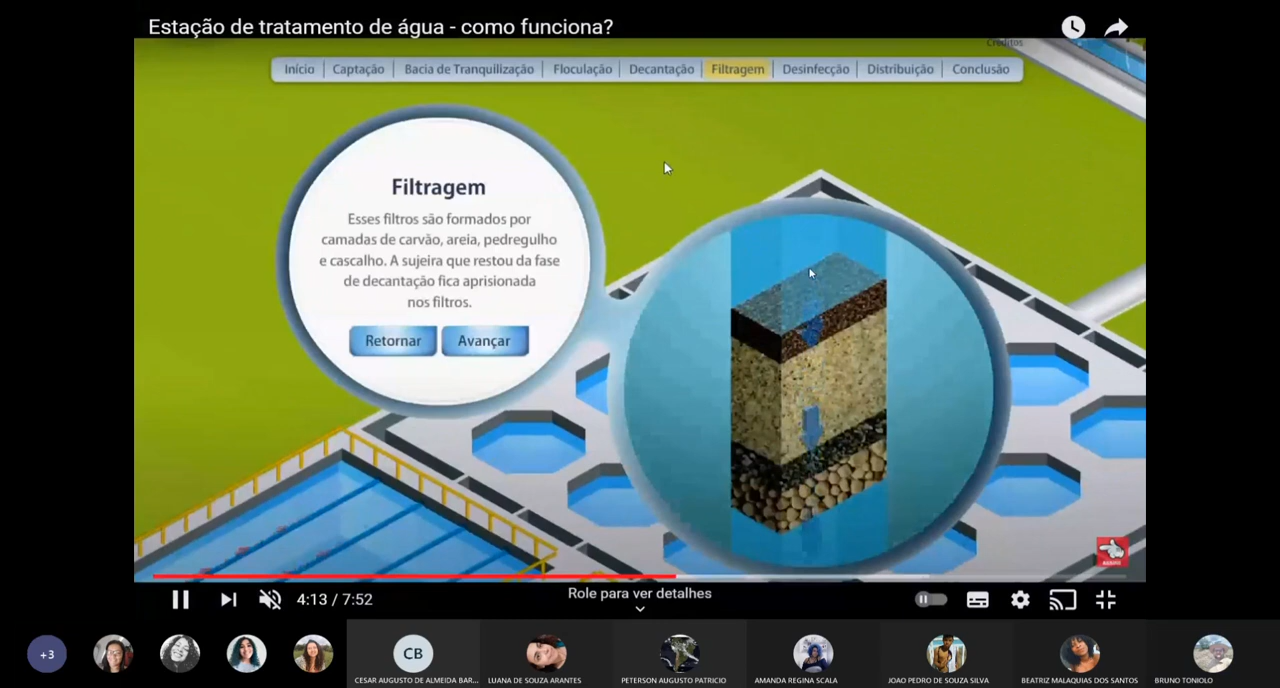 Estação de tratamento de água - como funciona?
Créditos
Início Captação Bacia de Tranquilização Floculação Decantação Filtragem Desinfecção Distribuição Conclusão
Filtragem
Esses filtros são formados por
camadas de carvão, areia, pedregulho
e cascalho. A sujeira que restou da fase
de decantação fica aprisionada
nos filtros.
Retornar Avançar
4:13 / 7:52
Role para ver detalhes
+3
CB
CESAR AUGUSTO DE ALMEIDA BAR... LUANA DE SOUZA ARANTES PETERSON AUGUSTO PATRICIO AMANDA REGINA SCALA JOAO PEDRO DE SOUZA SILVA BEATRIZ MALAQUIAS DOS SANTOS BRUNO TONIOLO